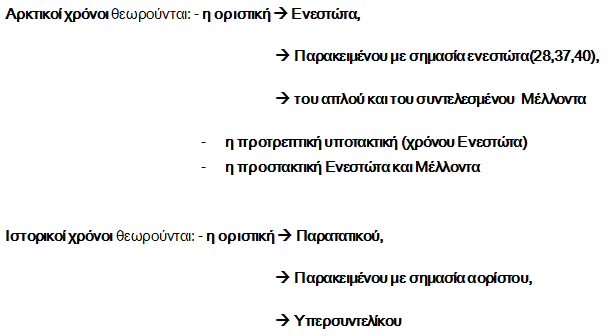 Αρκτικοί χρόνοι θεωρούνται: - η οριστική → Ενεστώτα,
→ Παρακειμένου με σημασία ενεστώτα(28,37,40),
→ του απλού και του συντελεσμένου Μέλλοντα
- η προτρεπτική υποτακτική (χρόνου Ενεστώτα)
- η προστακτική Ενεστώτα και Μέλλοντα
Ιστορικοί χρόνοι θεωρούνται: - η οριστική → Παρατατικού,
→ Παρακειμένου με σημασία αορίστου,
→ Υπερσυντελίκου